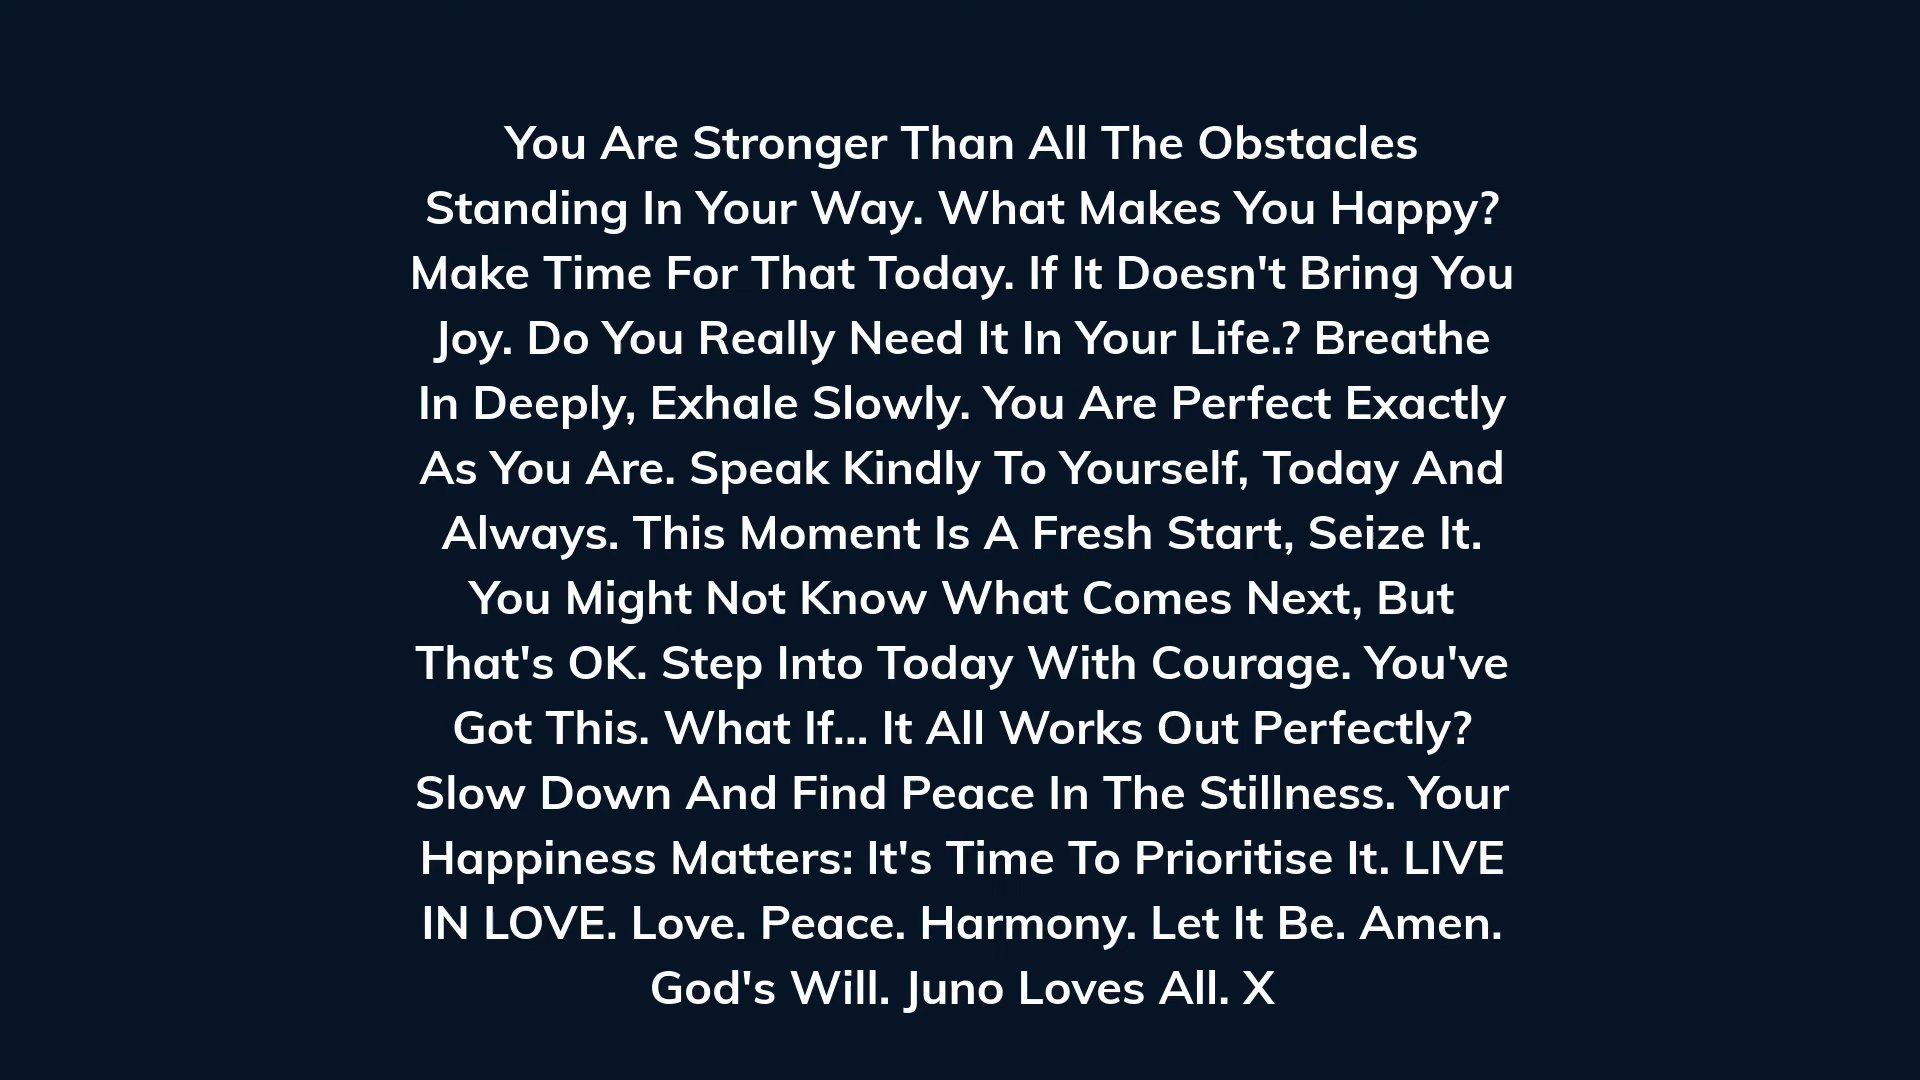 You Are Stronger Than All The Obstacles
Standing In Your Way. What Makes You Happy?
Make Time For That Today. If It Doesn't Bring You
Joy. Do You Really Need It In Your Life.? Breathe
In Deeply, Exhale Slowly. You Are Perfect Exactly
As You Are. Speak Kindly To Yourself, Today And
Always. This Moment Is A Fresh Start, Seize It.
You Might Not Know What Comes Next, But
That's OK. Step Into Today With Courage. You've
Got This. What If... It All Works Out Perfectly?
Slow Down And Find Peace In The Stillness. Your
Happiness Matters: It's Time To Prioritise It. LIVE
IN LOVE. Love. Peace. Harmony. Let It Be. Amen.
God's Will. Juno Loves All. X